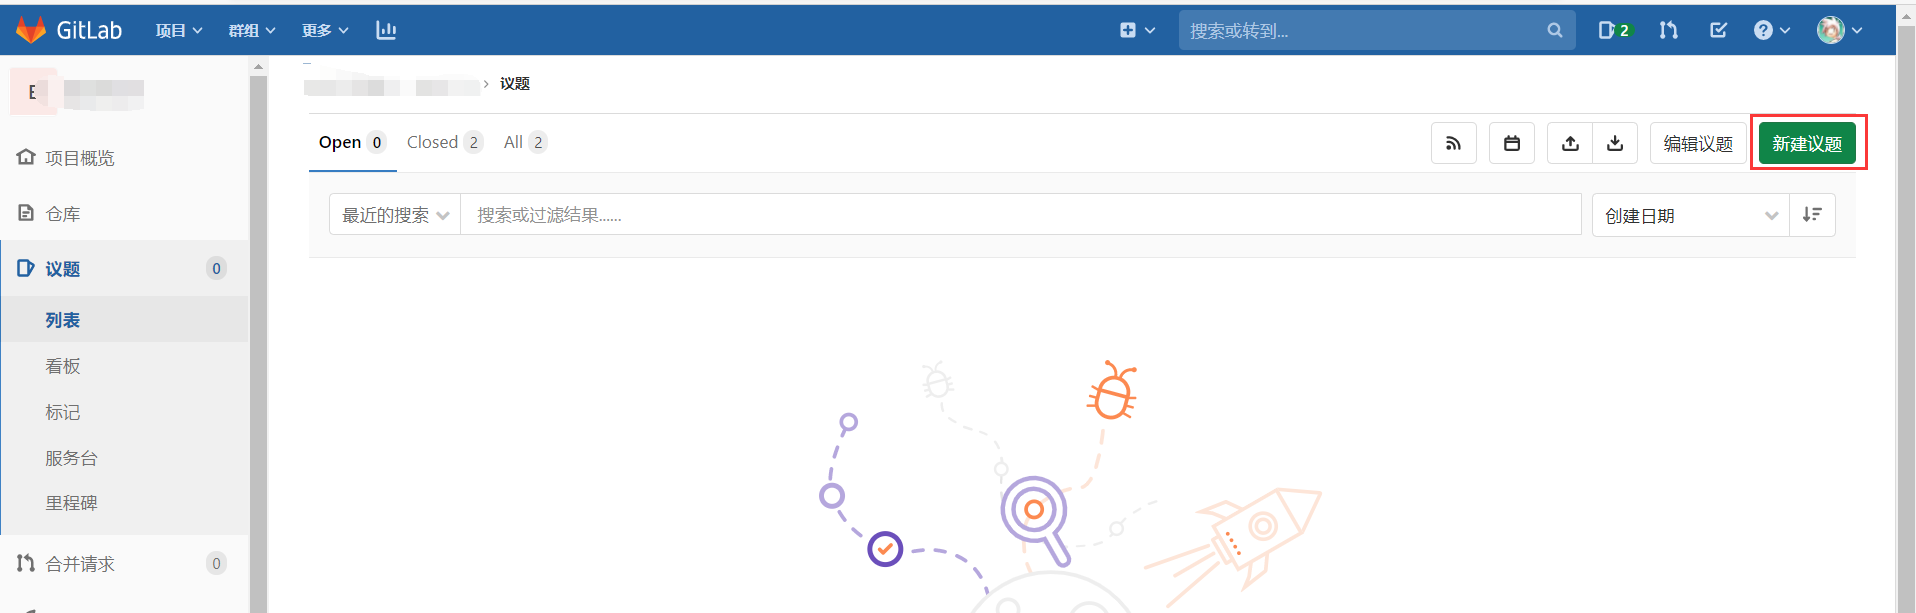 GitLab 项目 群组 更多 搜索或转到... 2
E
项目概览
仓库
议题 0
列表
看板
标记
服务台
里程碑
合并请求 0
› 议题
Open 0 Closed 2 All 2 编辑议题 新建议题
最近的搜索 搜索或过滤结果...... 创建日期